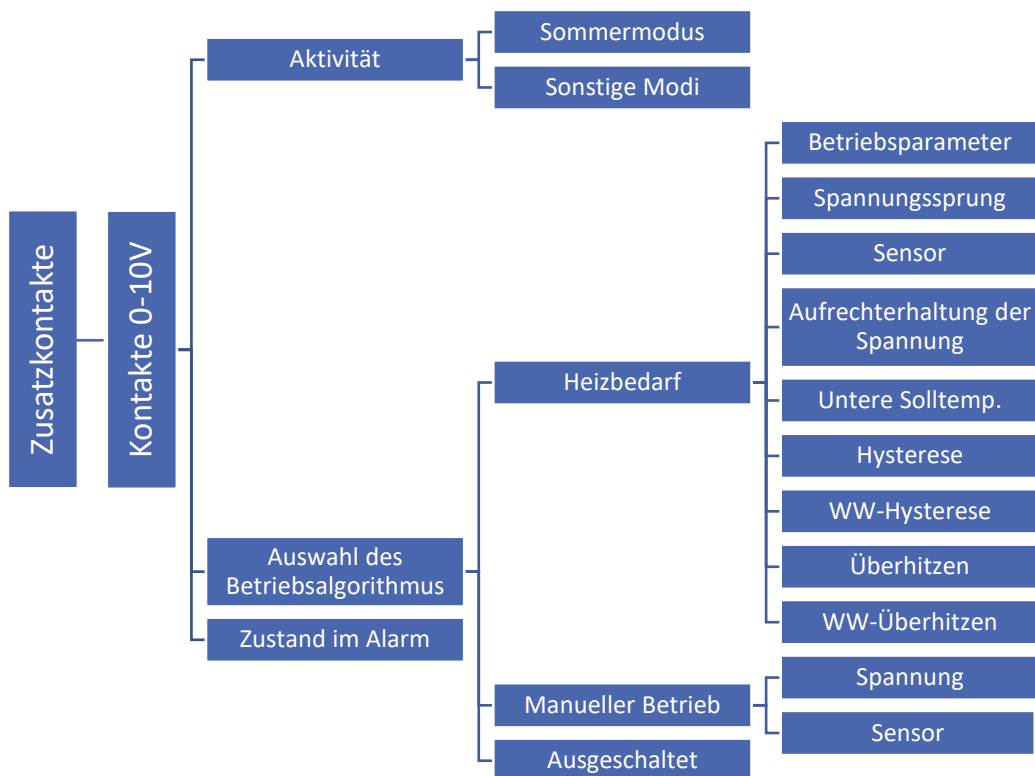 Zusatzkontakte
Kontakte 0-10V
Aktivität
Sommermodus
Sonstige Modi
Auswahl des
Betriebsalgorithmus
Heizbedarf
Betriebsparameter
Spannungssprung
Sensor
Aufrechterhaltung der
Spannung
Untere Solltemp.
Hysterese
WW-Hysterese
Überhitzen
WW-Überhitzen
Manueller Betrieb
Spannung
Sensor
Ausgeschaltet
Zustand im Alarm